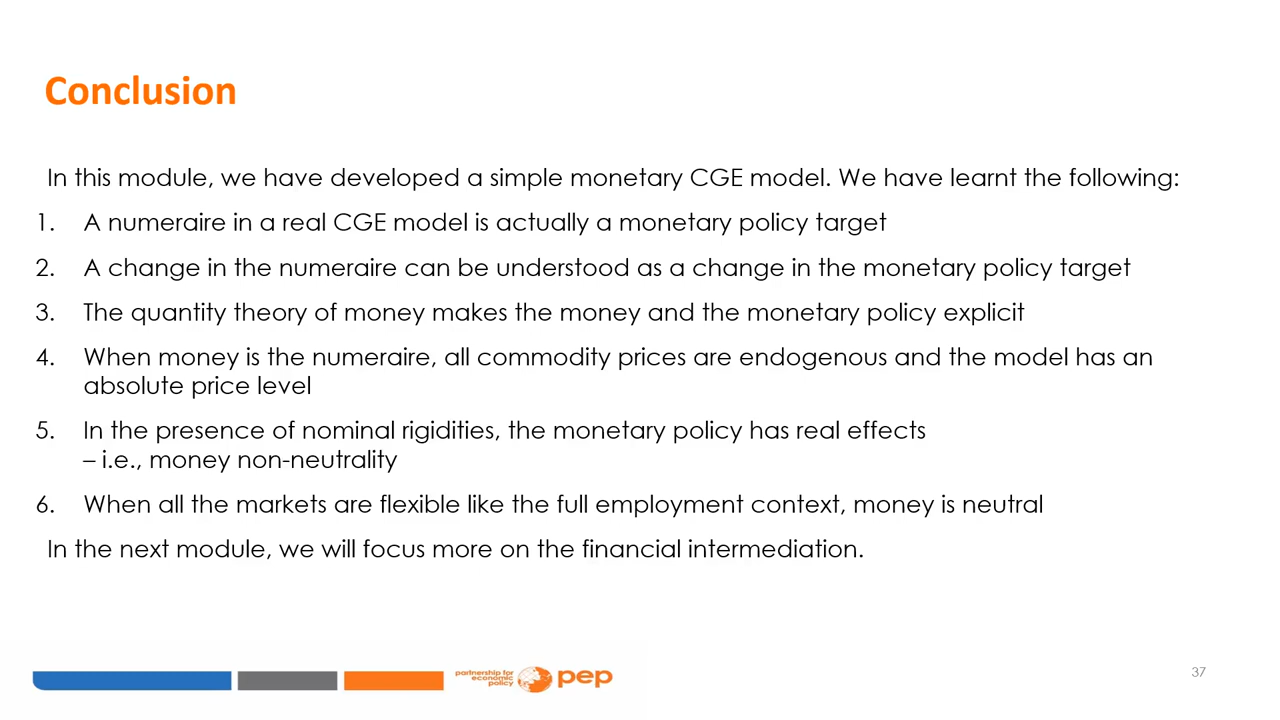 Conclusion
In this module, we have developed a simple monetary CGE model. We have learnt the following:
1. A numeraire in a real CGE model is actually a monetary policy target
2. A change in the numeraire can be understood as a change in the monetary policy target
3. The quantity theory of money makes the money and the monetary policy explicit
4. When money is the numeraire, all commodity prices are endogenous and the model has an
absolute price level
5. In the presence of nominal rigidities, the monetary policy has real effects
– i.e., money non-neutrality
6. When all the markets are flexible like the full employment context, money is neutral
In the next module, we will focus more on the financial intermediation.
partnership for
economic
policy
pep
37